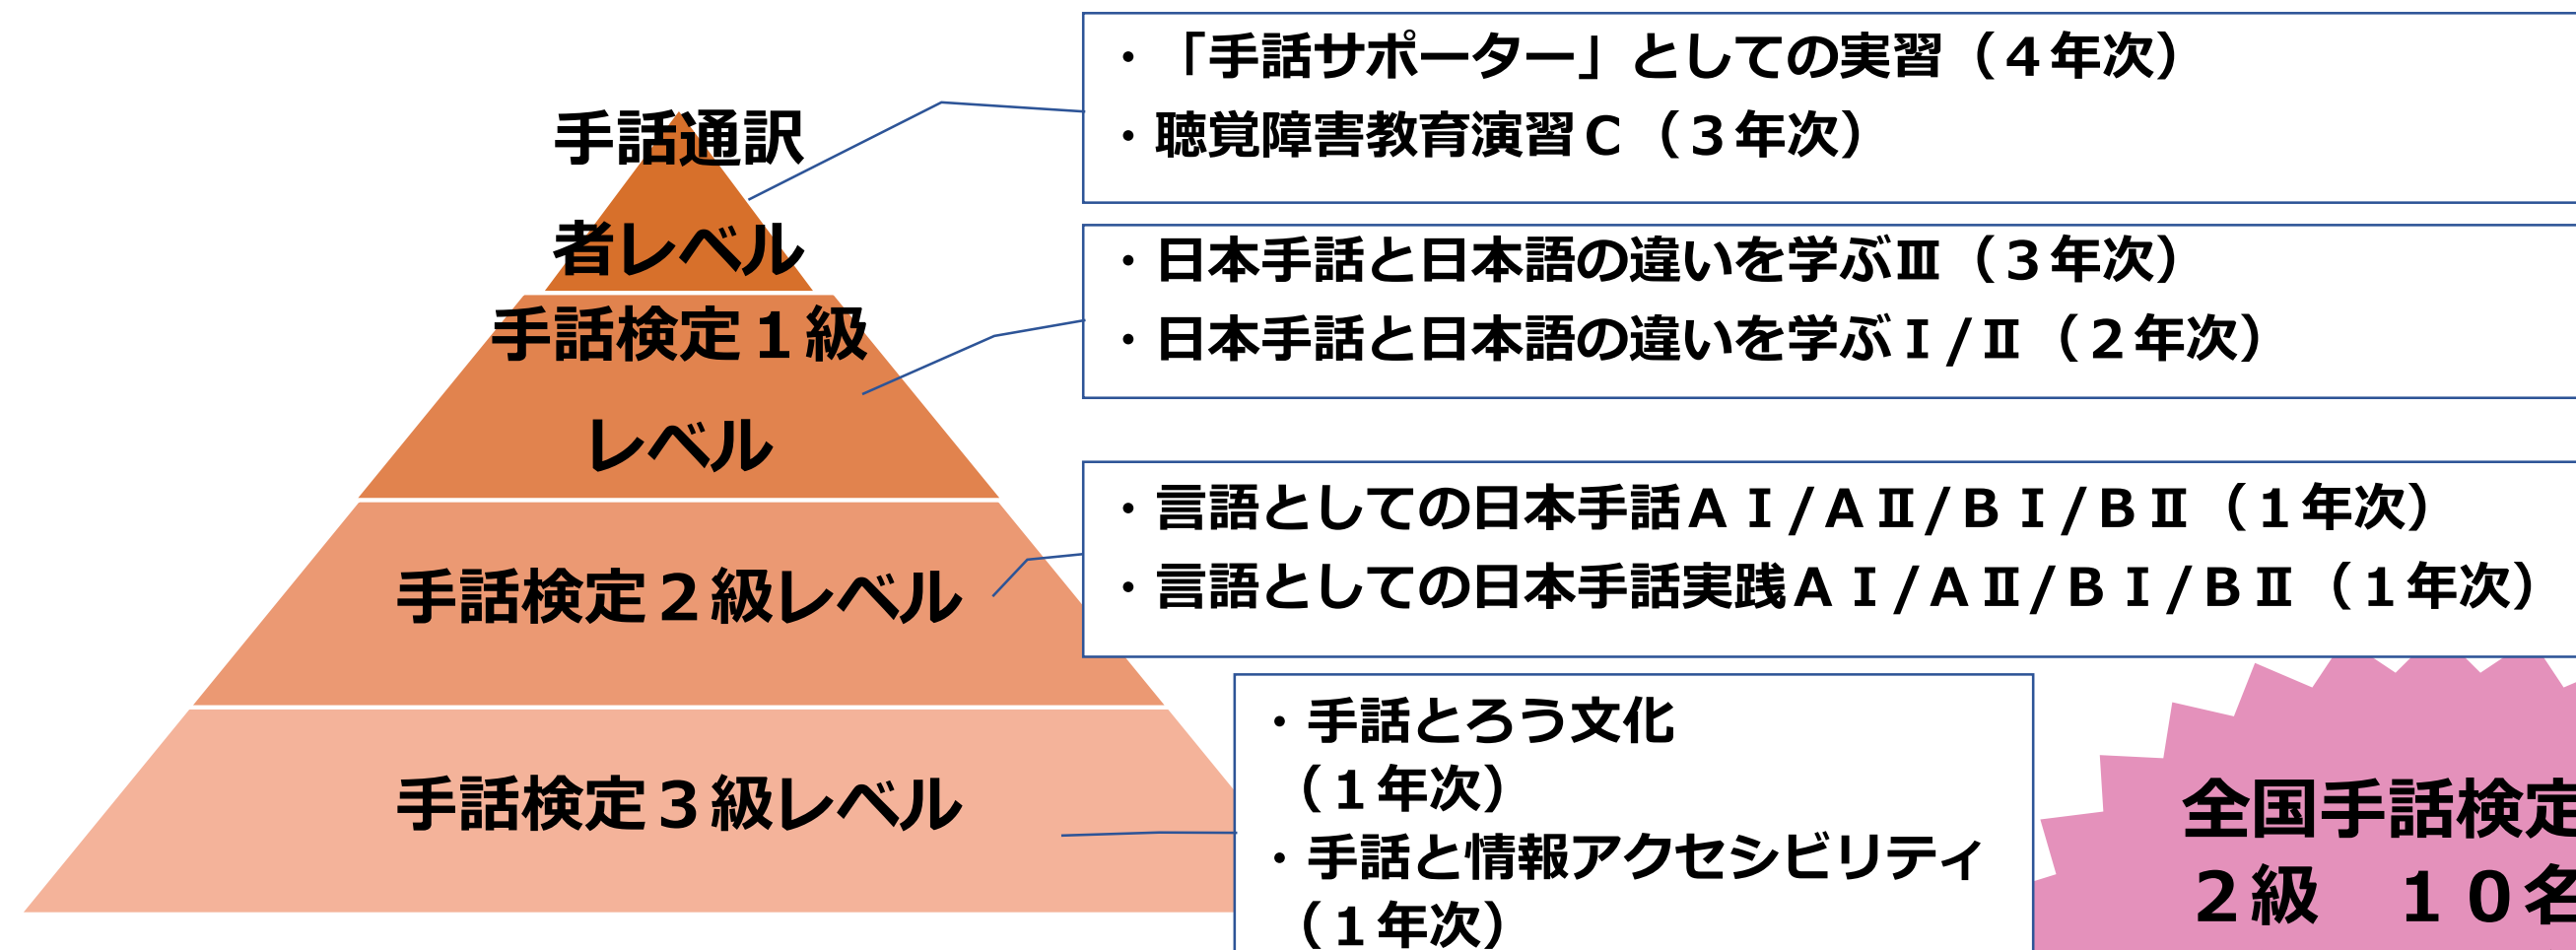 手話通訳
者レベル
手話検定１級
レベル
手話検定２級レベル
手話検定３級レベル
・「手話サポーター」としての実習（４年次）
・聴覚障害教育演習Ｃ（３年次）
・日本手話と日本語の違いを学ぶⅢ（３年次）
・日本手話と日本語の違いを学ぶⅠ/Ⅱ（２年次）
・言語としての日本手話ＡⅠ/ＡⅡ/ＢⅠ/ＢⅡ（１年次）
・言語としての日本手話実践ＡⅠ/ＡⅡ/ＢⅠ/ＢⅡ（１年次）
・手話とろう文化
（１年次）
・手話と情報アクセシビリティ
（１年次）
全国手話検定
２級　１０名